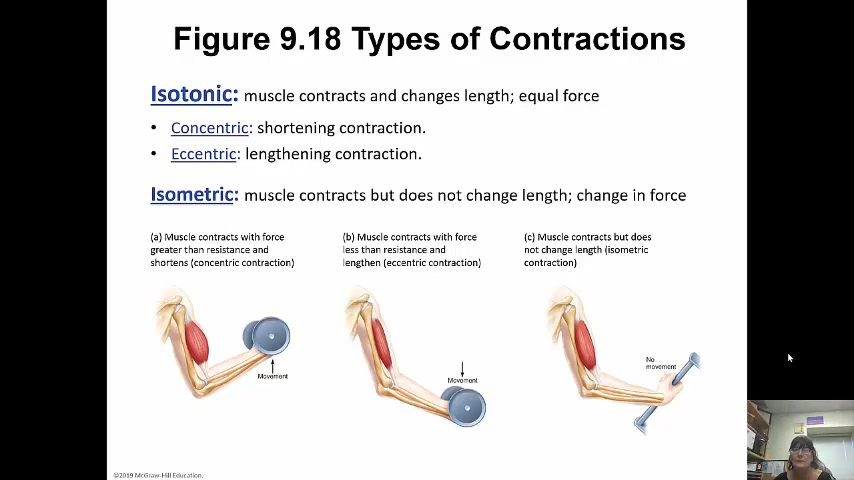 Figure 9.18 Types of Contractions
Isotonic: muscle contracts and changes length; equal force
• Concentric: shortening contraction.
• Eccentric: lengthening contraction.
Isometric: muscle contracts but does not change length; change in force
(a) Muscle contracts with force
greater than resistance and
shortens (concentric contraction)
(b) Muscle contracts with force
less than resistance and
lengthen (eccentric contraction)
(c) Muscle contracts but does
not change length (isometric
contraction)
Movement
Movement
No
movement
©2019 McGraw-Hill Education.